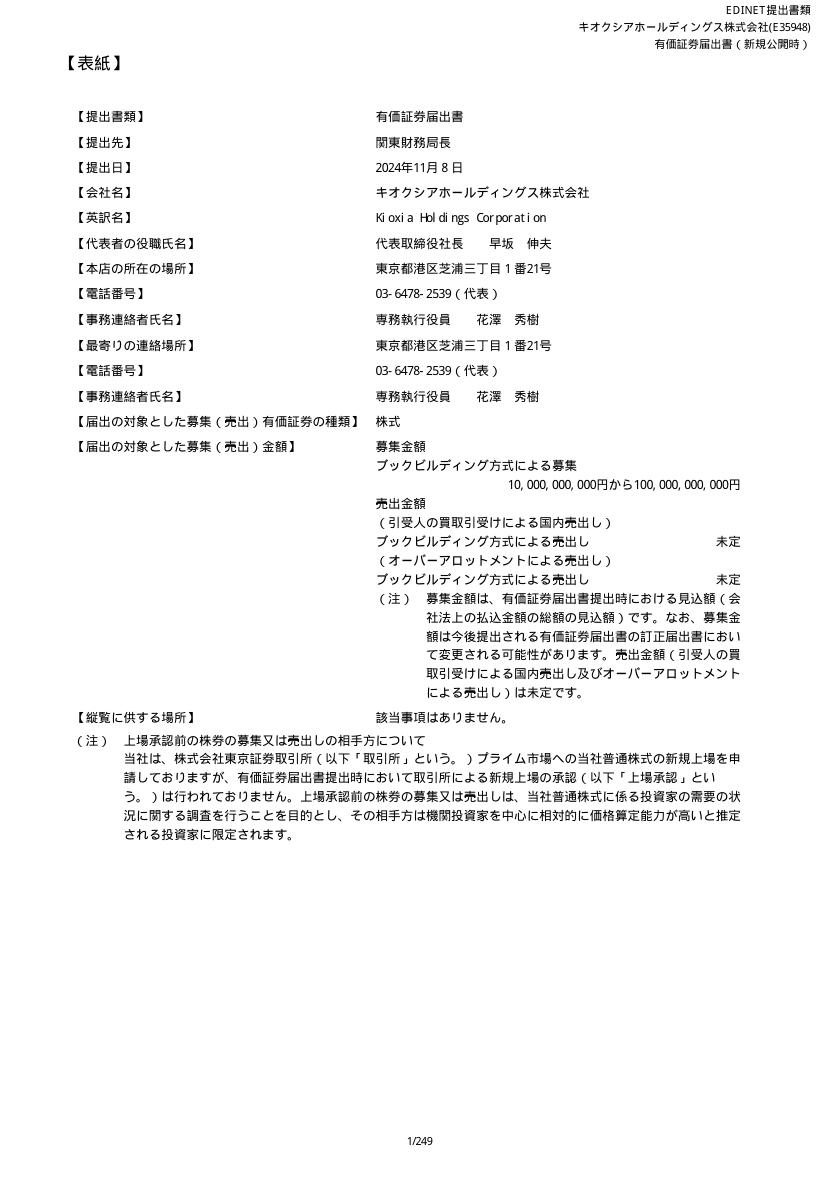 EDINET提出書類
キオクシアホールディングス株式会社(E35948)
有価証券届出書（新規公開時）
【表紙】
【提出書類】 有価証券届出書
【提出先】 関東財務局長
【提出日】 2024年11月８日
【会社名】 キオクシアホールディングス株式会社
【英訳名】 Kioxia Holdings Corporation
【代表者の役職氏名】 代表取締役社長　　早坂　伸夫
【本店の所在の場所】 東京都港区芝浦三丁目１番21号
【電話番号】 03-6478-2539（代表）
【事務連絡者氏名】 専務執行役員　　花澤　秀樹
【最寄りの連絡場所】 東京都港区芝浦三丁目１番21号
【電話番号】 03-6478-2539（代表）
【事務連絡者氏名】 専務執行役員　　花澤　秀樹
【届出の対象とした募集（売出）有価証券の種類】 株式
【届出の対象とした募集（売出）金額】 募集金額
ブックビルディング方式による募集
10,000,000,000円から100,000,000,000円
売出金額
（引受人の買取引受けによる国内売出し）
ブックビルディング方式による売出し 未定
（オーバーアロットメントによる売出し）
ブックビルディング方式による売出し 未定
（注）　募集金額は、有価証券届出書提出時における見込額（会
社法上の払込金額の総額の見込額）です。なお、募集金
額は今後提出される有価証券届出書の訂正届出書におい
て変更される可能性があります。売出金額（引受人の買
取引受けによる国内売出し及びオーバーアロットメント
による売出し）は未定です。
【縦覧に供する場所】 該当事項はありません。
（注）　上場承認前の株券の募集又は売出しの相手方について
当社は、株式会社東京証券取引所（以下「取引所」という。）プライム市場への当社普通株式の新規上場を申
請しておりますが、有価証券届出書提出時において取引所による新規上場の承認（以下「上場承認」とい
う。）は行われておりません。上場承認前の株券の募集又は売出しは、当社普通株式に係る投資家の需要の状
況に関する調査を行うことを目的とし、その相手方は機関投資家を中心に相対的に価格算定能力が高いと推定
される投資家に限定されます。
1/249